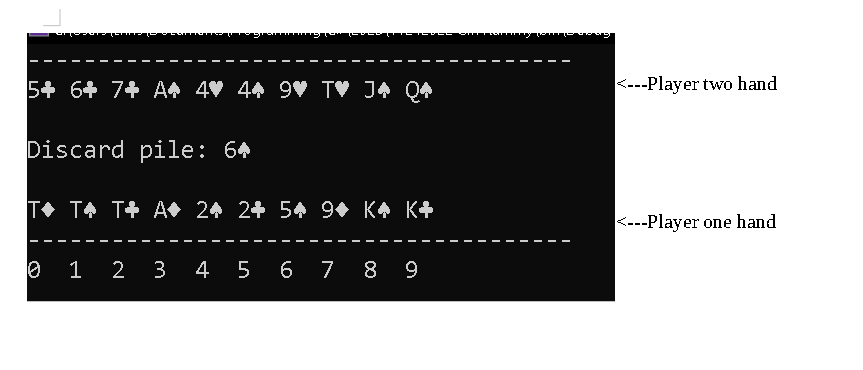 ----------------------------------------
5♣ 6♣ 7♣ A♠ 4♥ 4♠ 9♥ T♥ J♠ Q♠ <---Player two hand
Discard pile: 6♠
T♦ T♠ T♣ A♦ 2♠ 2♣ 5♠ 9♦ K♠ K♣ <---Player one hand
----------------------------------------
0 1 2 3 4 5 6 7 8 9